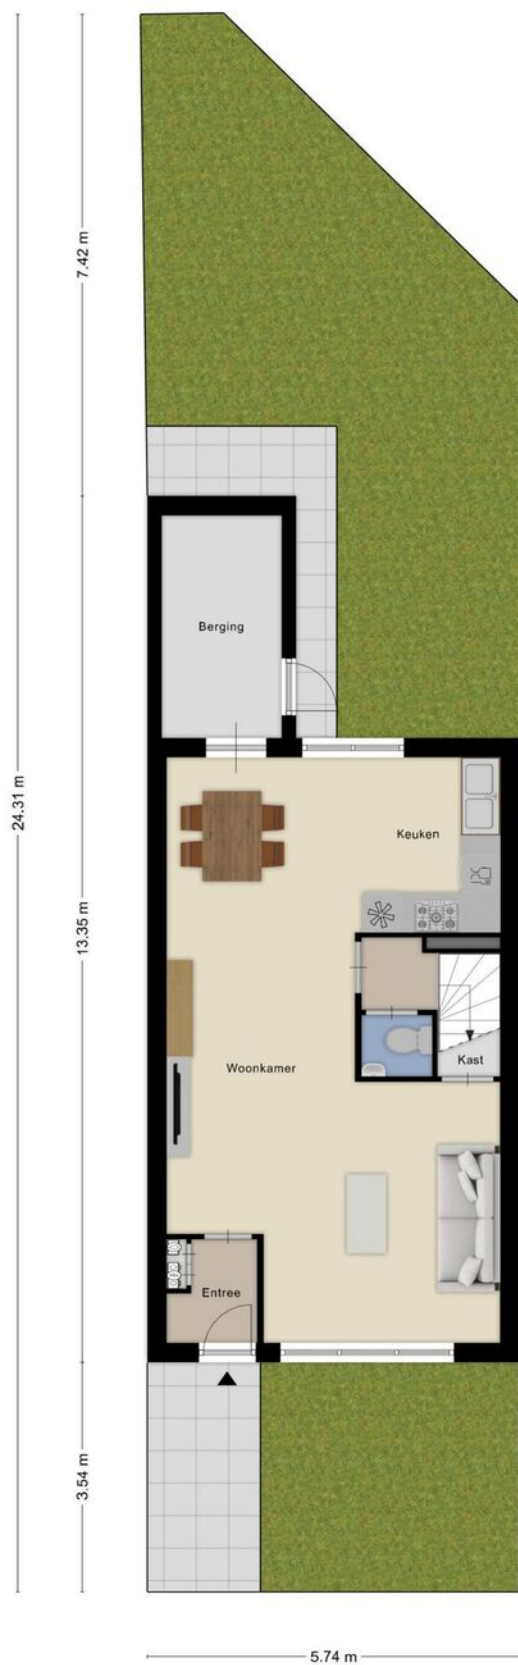 7.42 m
Berging
24.31 m
Keuken
13.35 m
Kast
Woonkamer
Entree
3.54 m
5.74 m